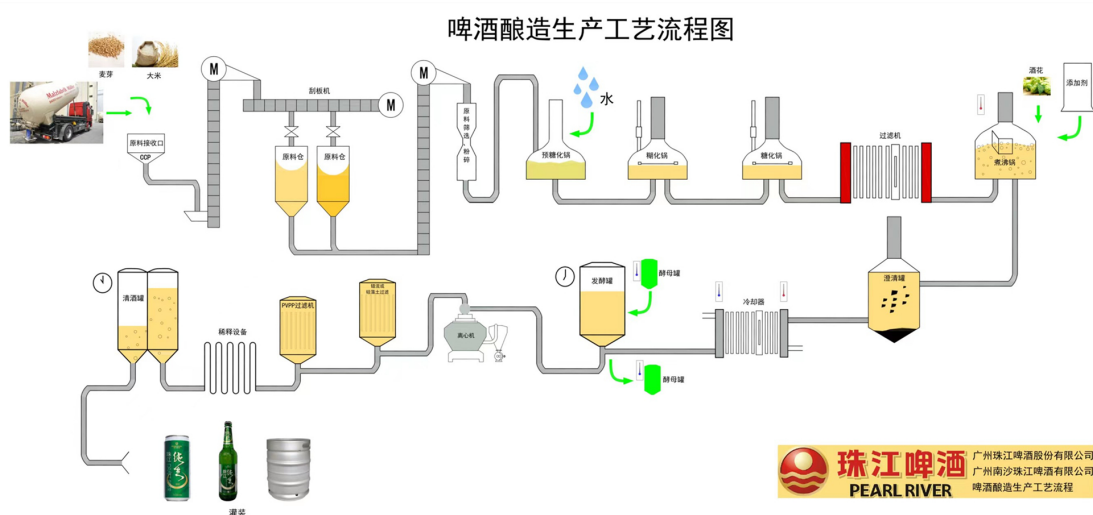 啤酒酿造生产工艺流程图
麦芽
大米
原料接收口
CCP
M
刮板机
M
原料仓
原料仓
M
原料筛选、粉碎
水
预糖化锅
糊化锅
糖化锅
过滤机
酒花
添加剂
煮沸锅
澄清罐
冷却器
酵母罐
发酵罐
酵母罐
离心机
硅藻土过滤
PVPP过滤机
稀释设备
清酒罐
灌装
纯生
珠江啤酒
PEARL RIVER
广州珠江啤酒股份有限公司
广州南沙珠江啤酒有限公司
啤酒酿造生产工艺流程